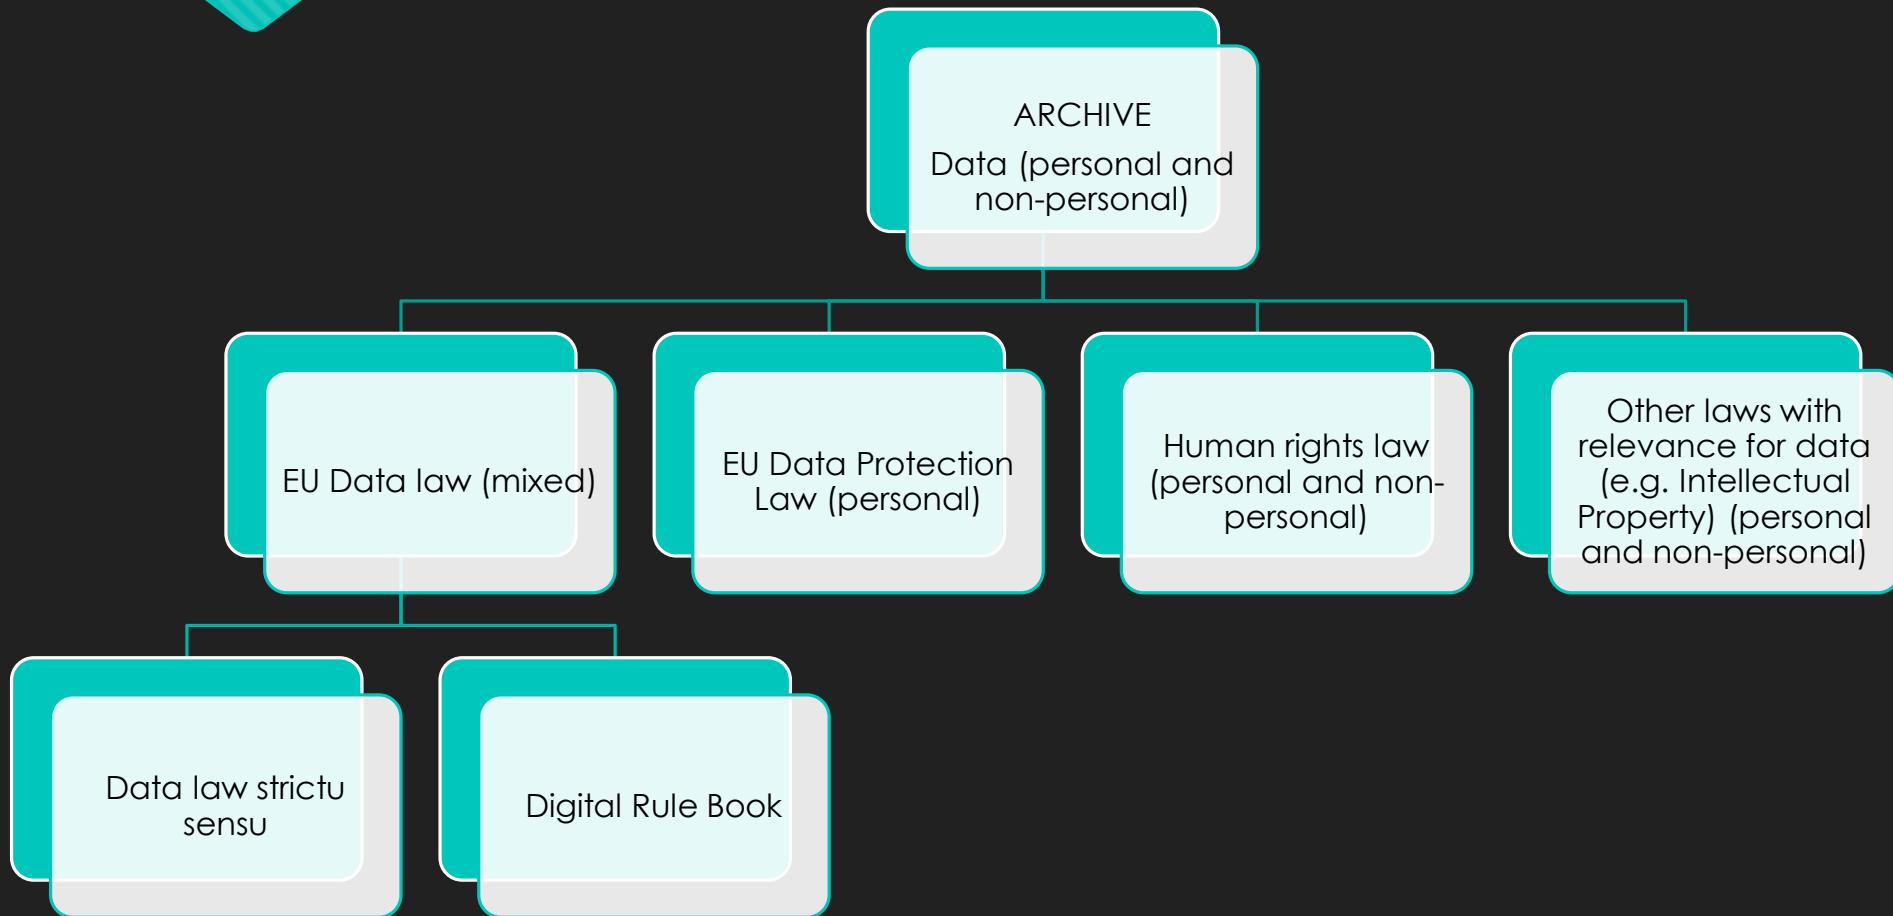 ARCHIVE
Data (personal and
non-personal)
EU Data law (mixed)
EU Data Protection
Law (personal)
Human rights law
(personal and non-
personal)
Other laws with
relevance for data
(e.g. Intellectual
Property) (personal
and non-personal)
Data law strictu
sensu
Digital Rule Book